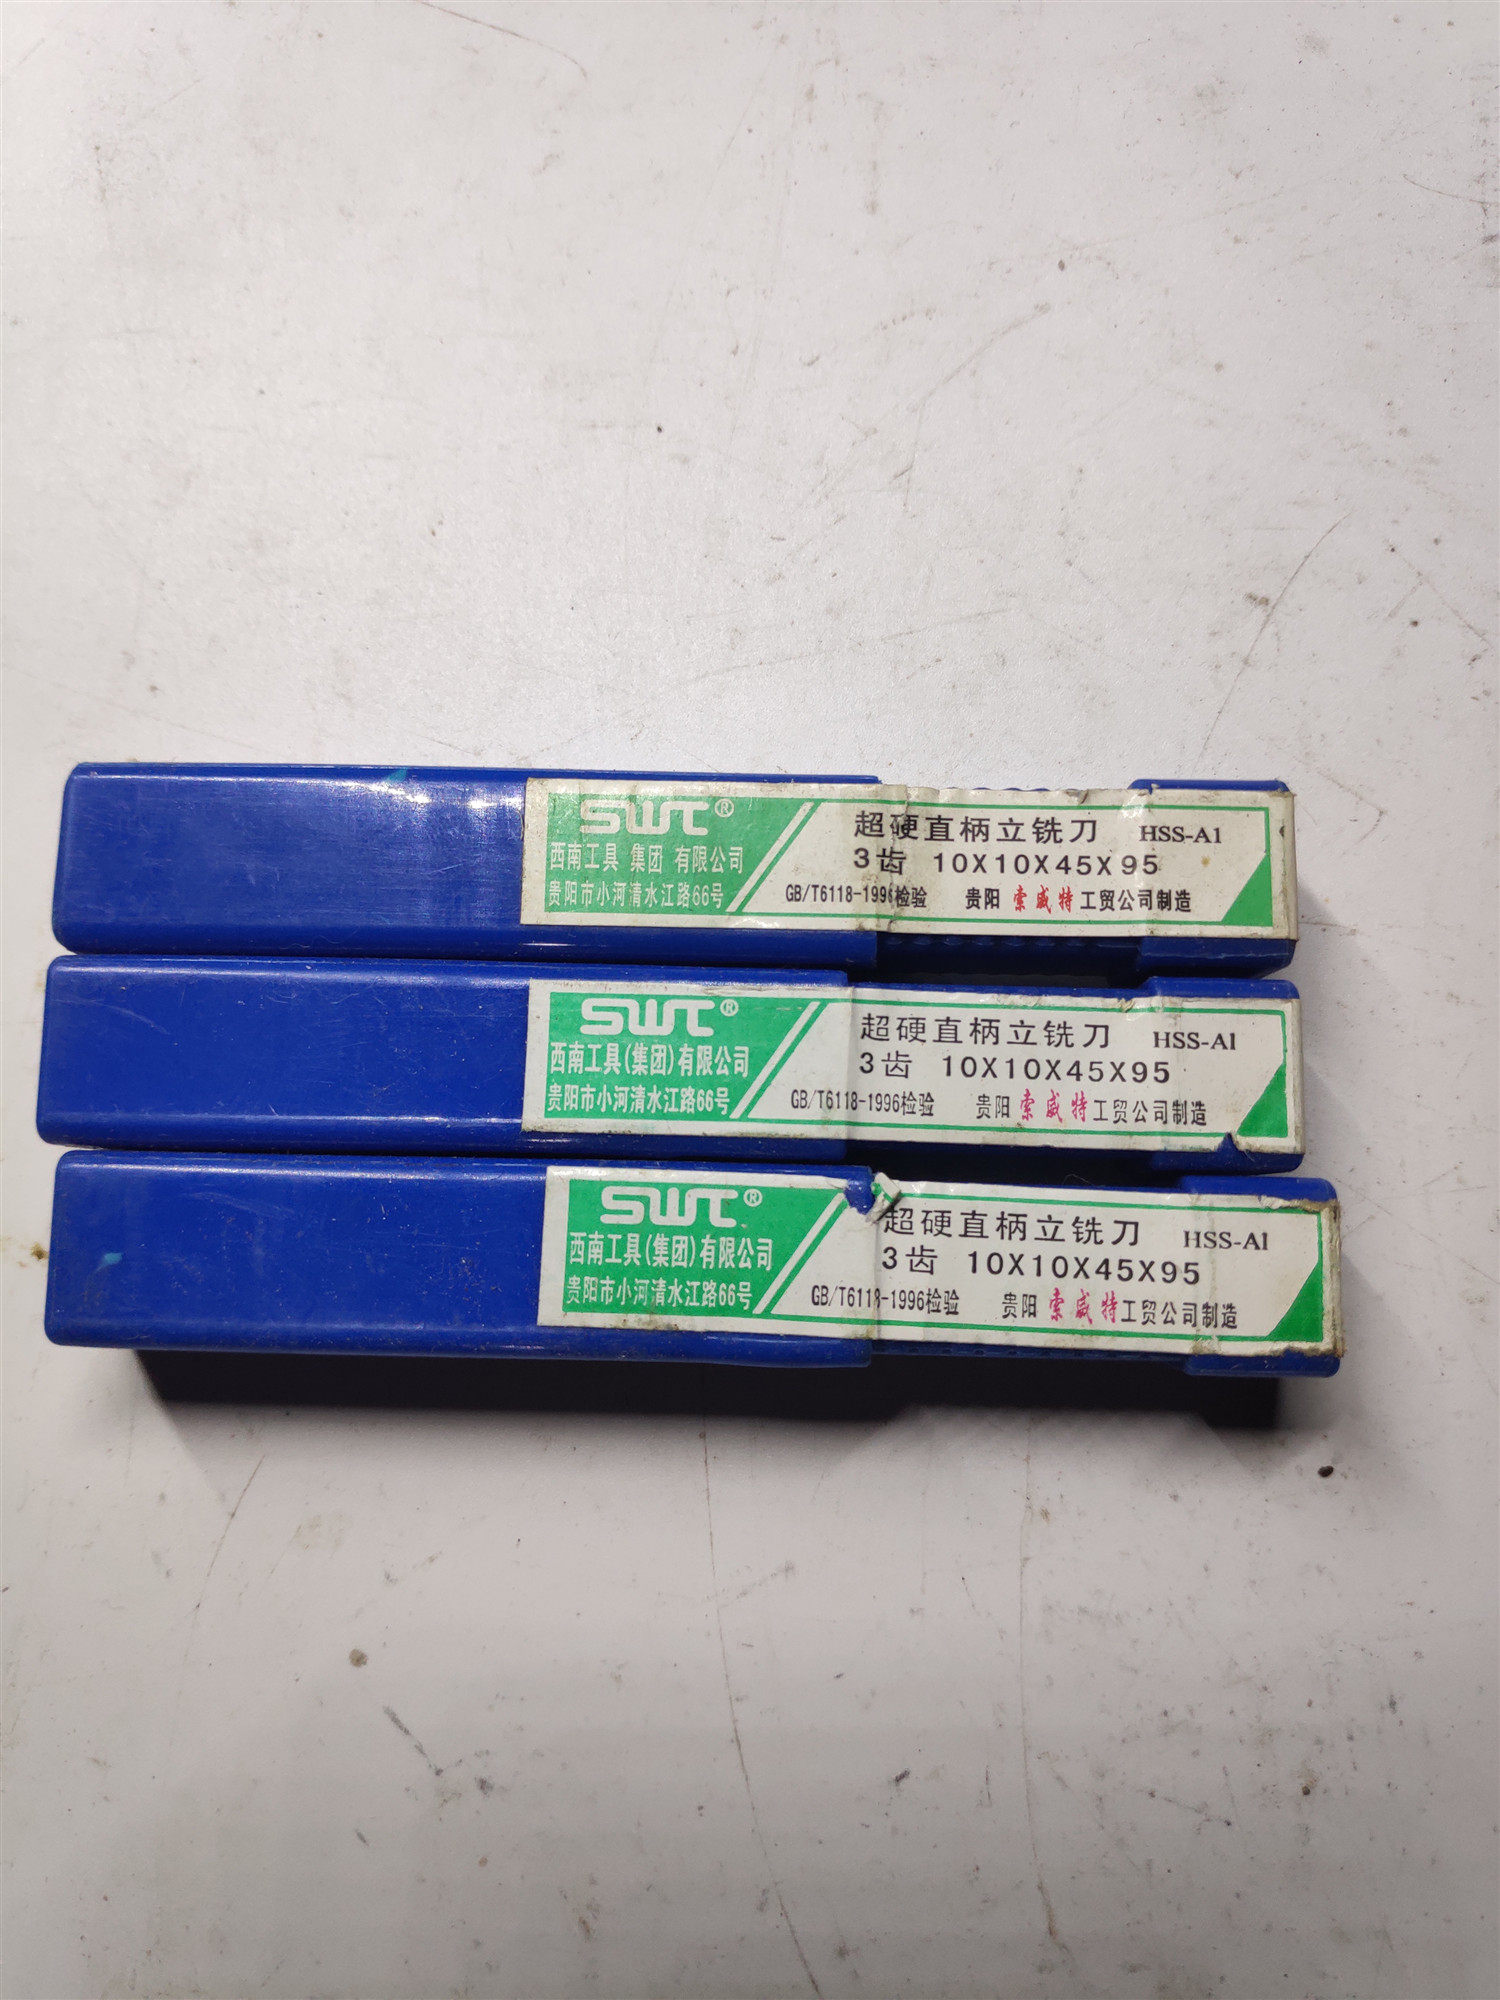 SWT®
西南工具 集团 有限公司
贵阳市小河清水江路66号
超硬直柄立铣刀 HSS-Al
3齿 10X10X45X95
GB/T6118-1996检验 贵阳 索威特 工贸公司制造
SWT®
西南工具(集团)有限公司
贵阳市小河清水江路66号
超硬直柄立铣刀 HSS-Al
3齿 10X10X45X95
GB/T6118-1996检验 贵阳 索威特 工贸公司制造
SWT®
西南工具(集团)有限公司
贵阳市小河清水江路66号
超硬直柄立铣刀 HSS-Al
3齿 10X10X45X95
GB/T6118-1996检验 贵阳 索威特 工贸公司制造